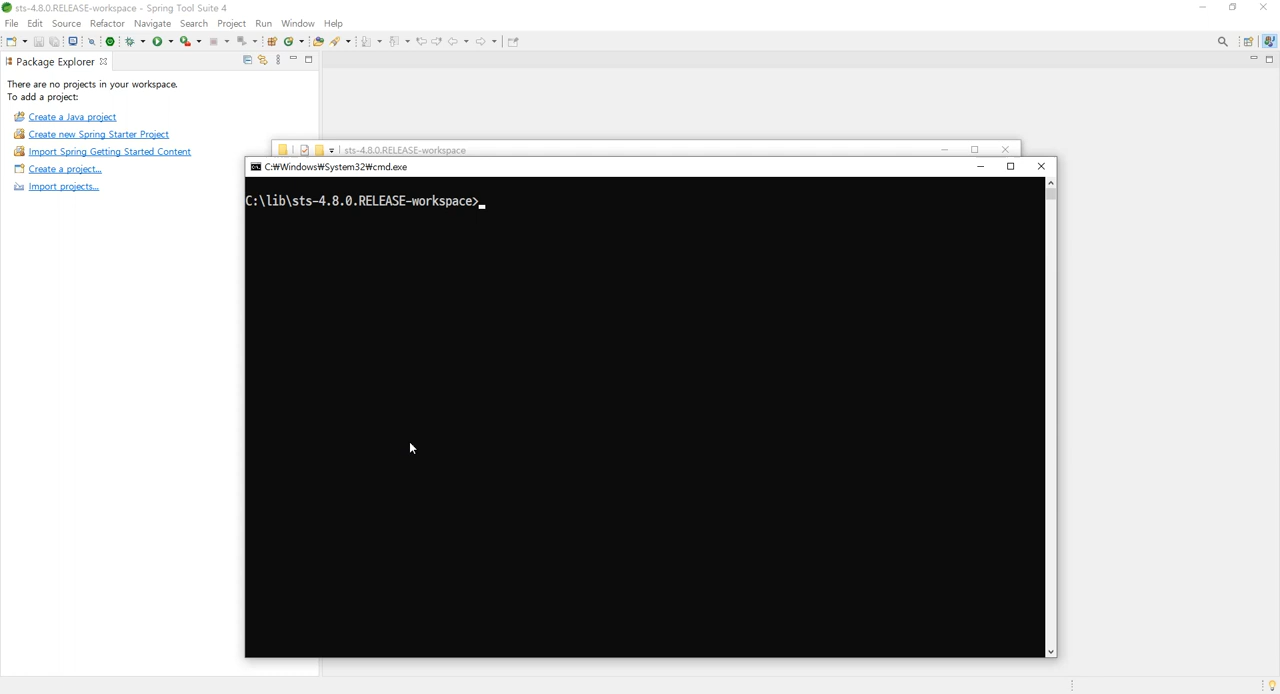 sts-4.8.0.RELEASE-workspace - Spring Tool Suite 4
File Edit Source Refactor Navigate Search Project Run Window Help
Package Explorer
There are no projects in your workspace.
To add a project:
Create a Java project
Create new Spring Starter Project
Import Spring Getting Started Content
Create a project...
Import projects...
sts-4.8.0.RELEASE-workspace
C:₩Windows₩System32₩cmd.exe
C:\lib\sts-4.8.0.RELEASE-workspace>_